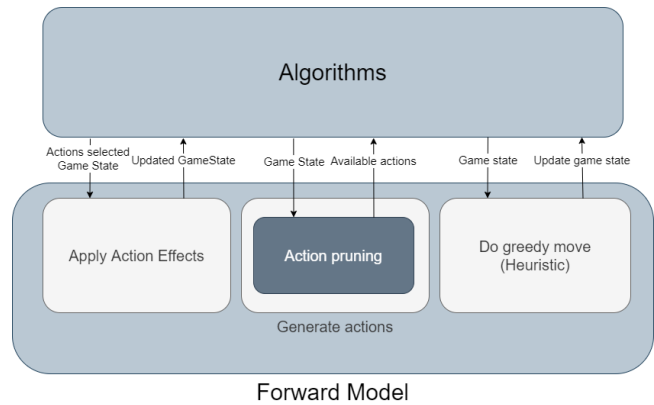 Algorithms
Actions selected
Game State
Updated GameState
Game State
Available actions
Game state
Update game state
Apply Action Effects
Action pruning
Do greedy move
(Heuristic)
Generate actions
Forward Model